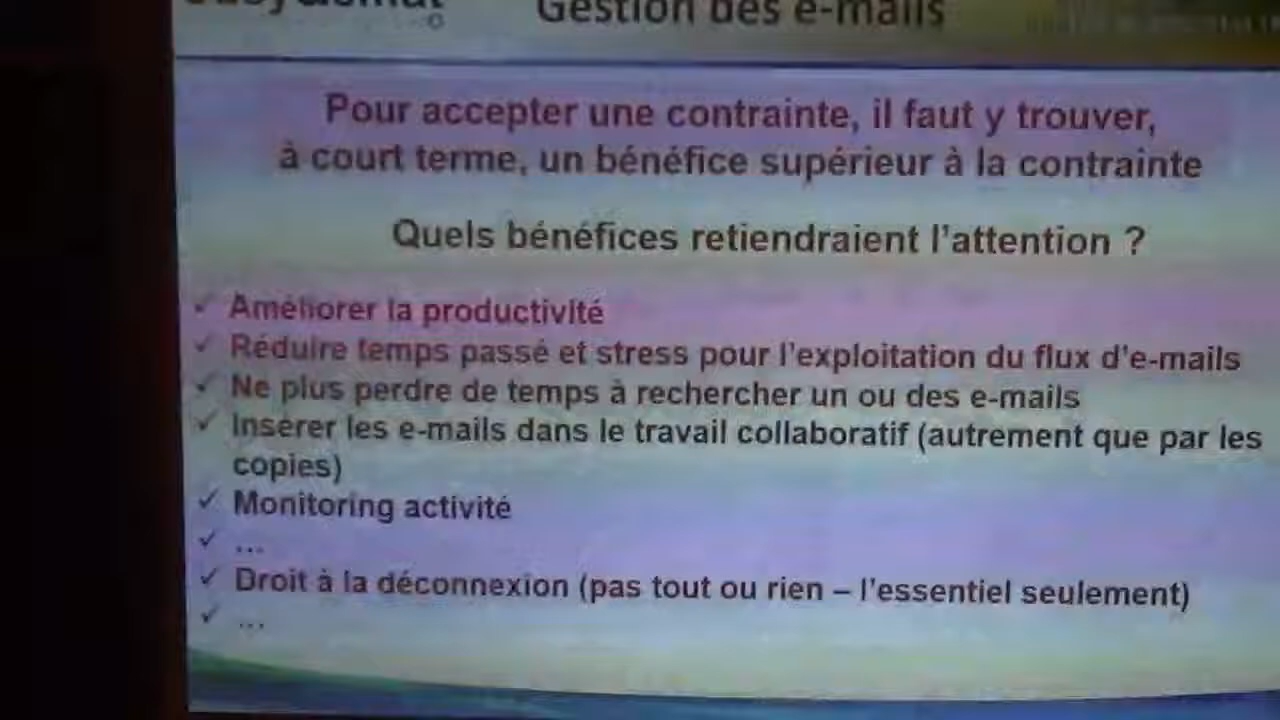 Gestion des e-mails
Pour accepter une contrainte, il faut y trouver,
à court terme, un bénéfice supérieur à la contrainte
Quels bénéfices retiendraient l'attention ?
✓ Améliorer la productivité
✓ Réduire temps passé et stress pour l'exploitation du flux d'e-mails
✓ Ne plus perdre de temps à rechercher un ou des e-mails
✓ Insérer les e-mails dans le travail collaboratif (autrement que par les
copies)
✓ Monitoring activité
✓ ...
✓ Droit à la déconnexion (pas tout ou rien – l'essentiel seulement)
✓ ...